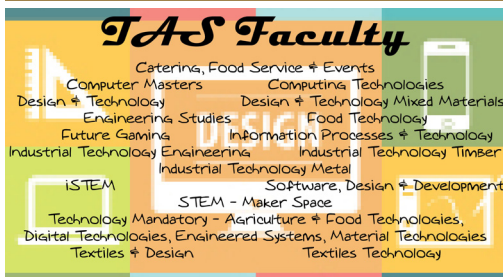 TAS Faculty
Catering, Food Service & Events
Computer Masters Computing Technologies
Design & Technology Design & Technology Mixed Materials
Engineering Studies Food Technology
DESIGN
Future Gaming Information Processes & Technology
Industrial Technology Engineering Industrial Technology Timber
Industrial Technology Metal
iSTEM Software, Design & Development
STEM - Maker Space
Technology Mandatory - Agriculture & Food Technologies,
Digital Technologies, Engineered Systems, Material Technologies
Textiles & Design Textiles Technology